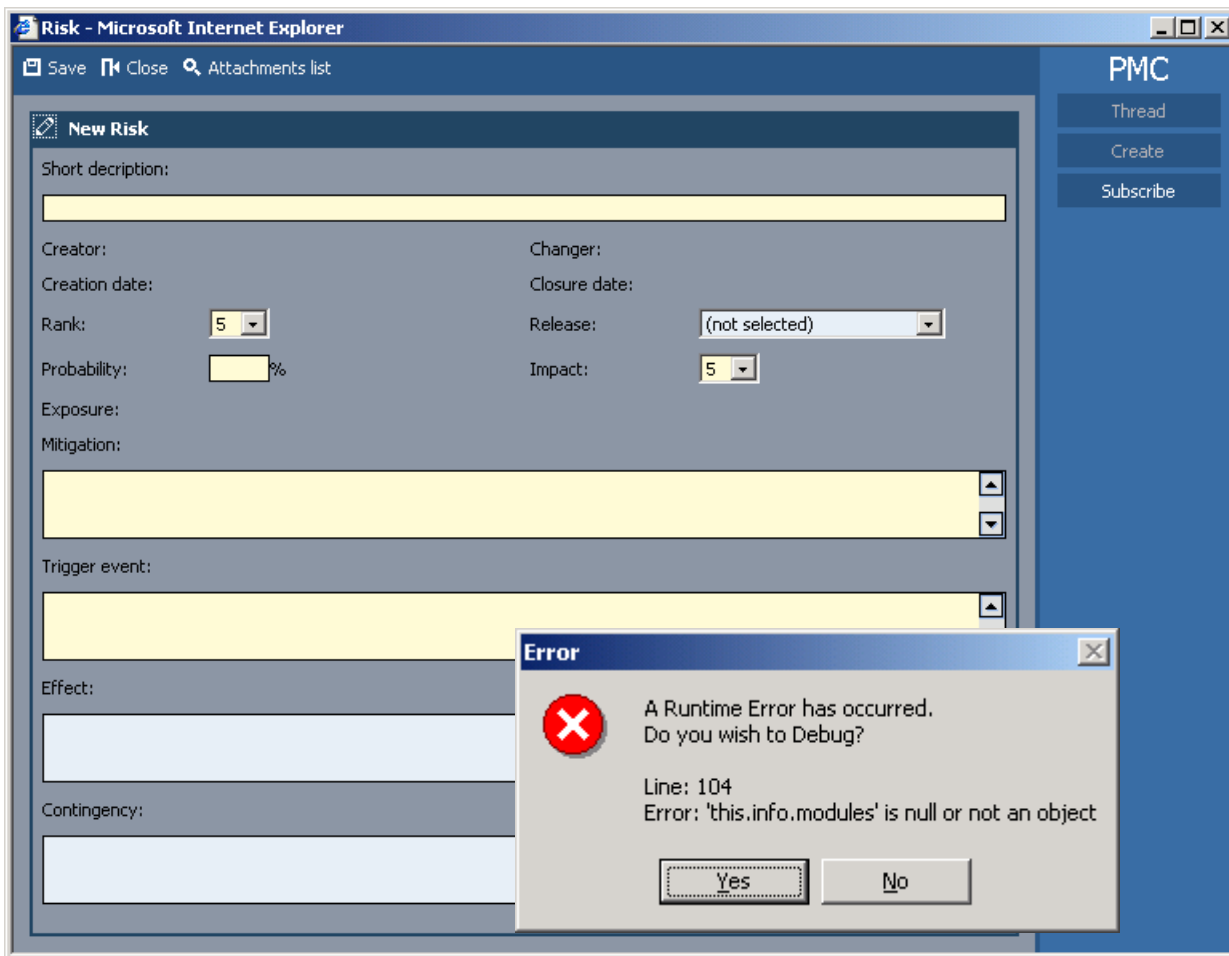 Risk - Microsoft Internet Explorer
Save Close Attachments list
PMC
Thread
Create
Subscribe
New Risk
Short decription:
Creator: Changer:
Creation date: Closure date:
Rank: 5 Release: (not selected)
Probability: % Impact: 5
Exposure:
Mitigation:
Trigger event:
Effect:
Contingency:
Error
A Runtime Error has occurred.
Do you wish to Debug?
Line: 104
Error: 'this.info.modules' is null or not an object
Yes No